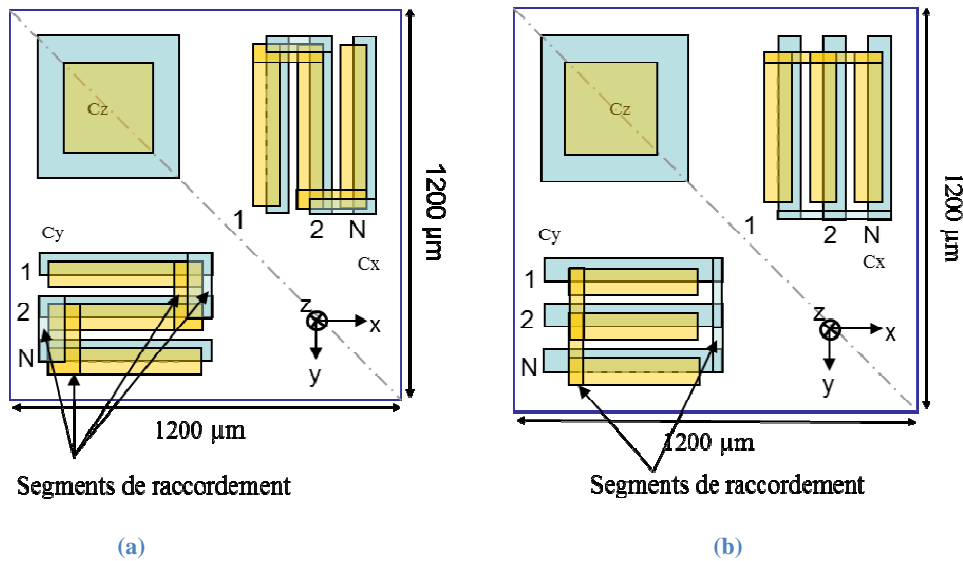 Cz
1
2 N
Cx
1200 µm
Cy
1
2
N
z
x
y
1200 µm
Segments de raccordement
(a)
Cz
1
2 N
Cx
1200 µm
Cy
1
2
N
z
x
y
1200 µm
Segments de raccordement
(b)